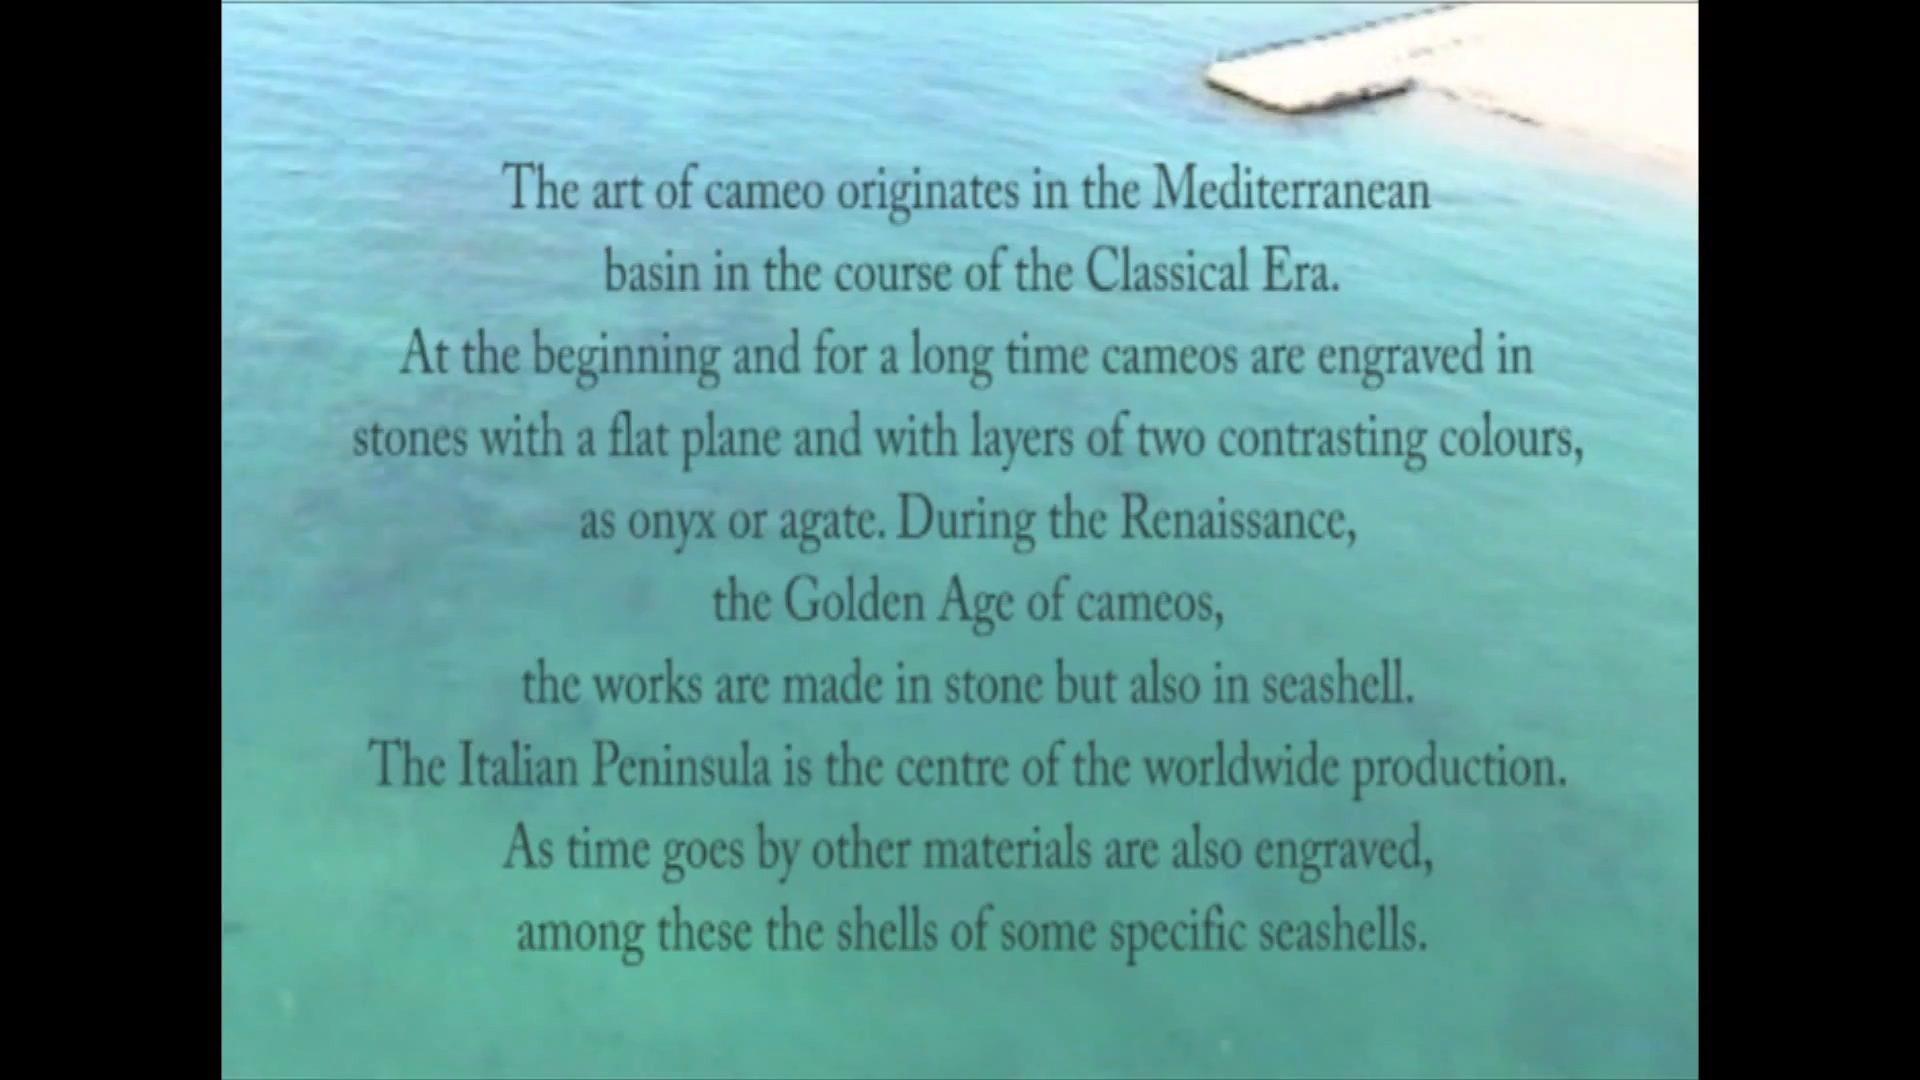 The art of cameo originates in the Mediterranean
basin in the course of the Classical Era.
At the beginning and for a long time cameos are engraved in
stones with a flat plane and with layers of two contrasting colours,
as onyx or agate. During the Renaissance,
the Golden Age of cameos,
the works are made in stone but also in seashell.
The Italian Peninsula is the centre of the worldwide production.
As time goes by other materials are also engraved,
among these the shells of some specific seashells.